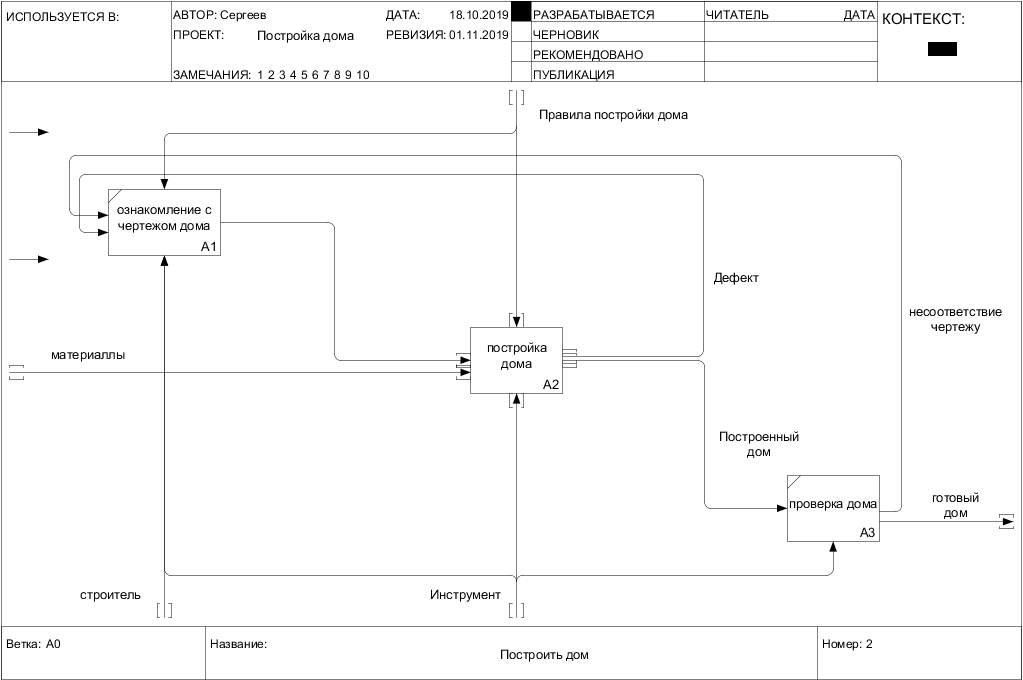 ИСПОЛЬЗУЕТСЯ В:
АВТОР: Сергеев
ДАТА: 18.10.2019
ПРОЕКТ: Постройка дома
РЕВИЗИЯ: 01.11.2019
ЗАМЕЧАНИЯ: 1 2 3 4 5 6 7 8 9 10
РАЗРАБАТЫВАЕТСЯ
ЧЕРНОВИК
РЕКОМЕНДОВАНО
ПУБЛИКАЦИЯ
ЧИТАТЕЛЬ
ДАТА
КОНТЕКСТ:
Правила постройки дома
ознакомление с
чертежом дома
A1
Дефект
несоответствие
чертежу
материаллы
постройка
дома
A2
Построенный
дом
проверка дома
A3
готовый
дом
строитель
Инструмент
Ветка: A0
Название:
Построить дом
Номер: 2